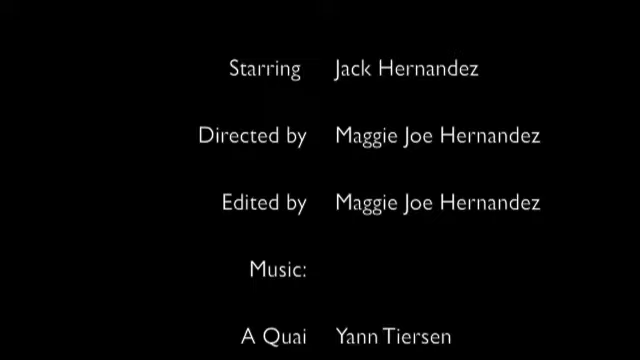 Starring Jack Hernandez
Directed by Maggie Joe Hernandez
Edited by Maggie Joe Hernandez
Music:
A Quai Yann Tiersen